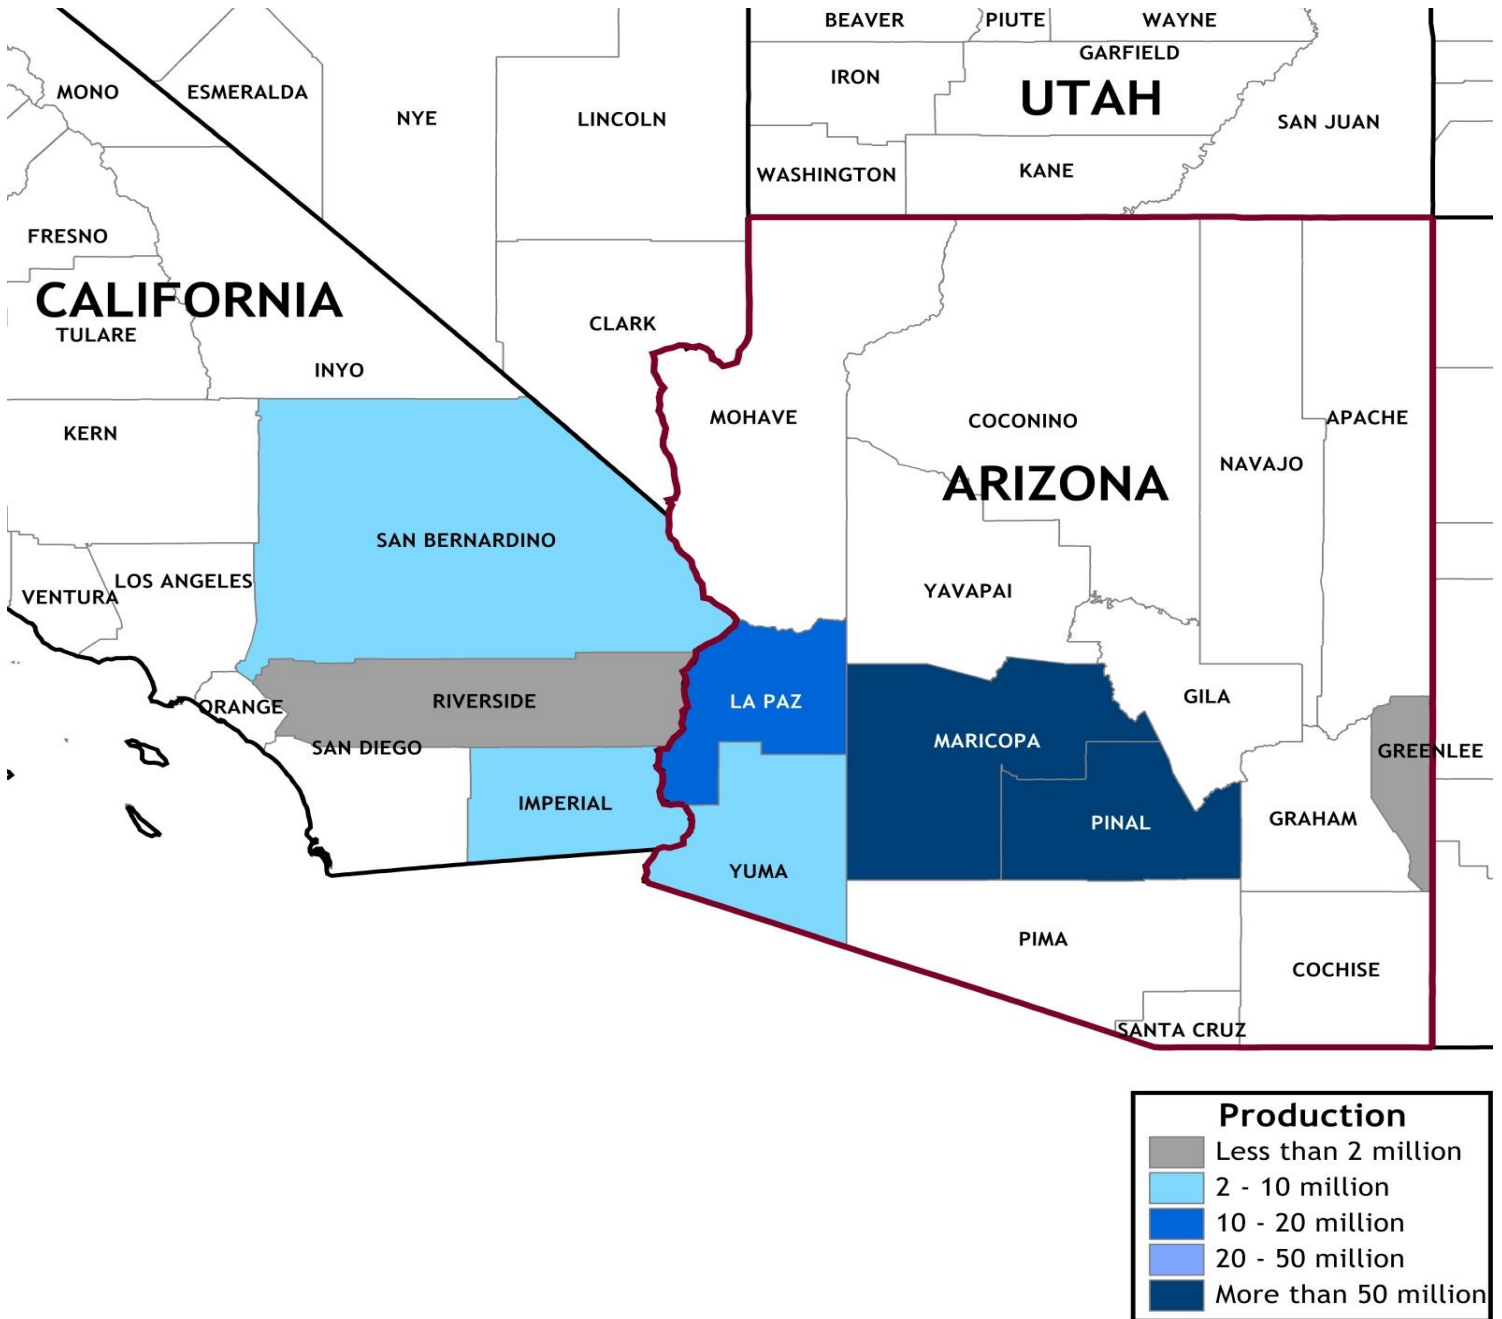 BEAVER
PIUTE
WAYNE
GARFIELD
IRON
UTAH
MONO
ESMERALDA
NYE
LINCOLN
SAN JUAN
WASHINGTON
KANE
FRESNO
CALIFORNIA
CLARK
TULARE
INYO
MOHAVE
COCONINO
APACHE
KERN
NAVAJO
ARIZONA
SAN BERNARDINO
LOS ANGELES
VENTURA
YAVAPAI
GILA
ORANGE
RIVERSIDE
LA PAZ
SAN DIEGO
MARICOPA
GREENLEE
IMPERIAL
PINAL
GRAHAM
YUMA
PIMA
COCHISE
SANTA CRUZ
Production
Less than 2 million
2 - 10 million
10 - 20 million
20 - 50 million
More than 50 million